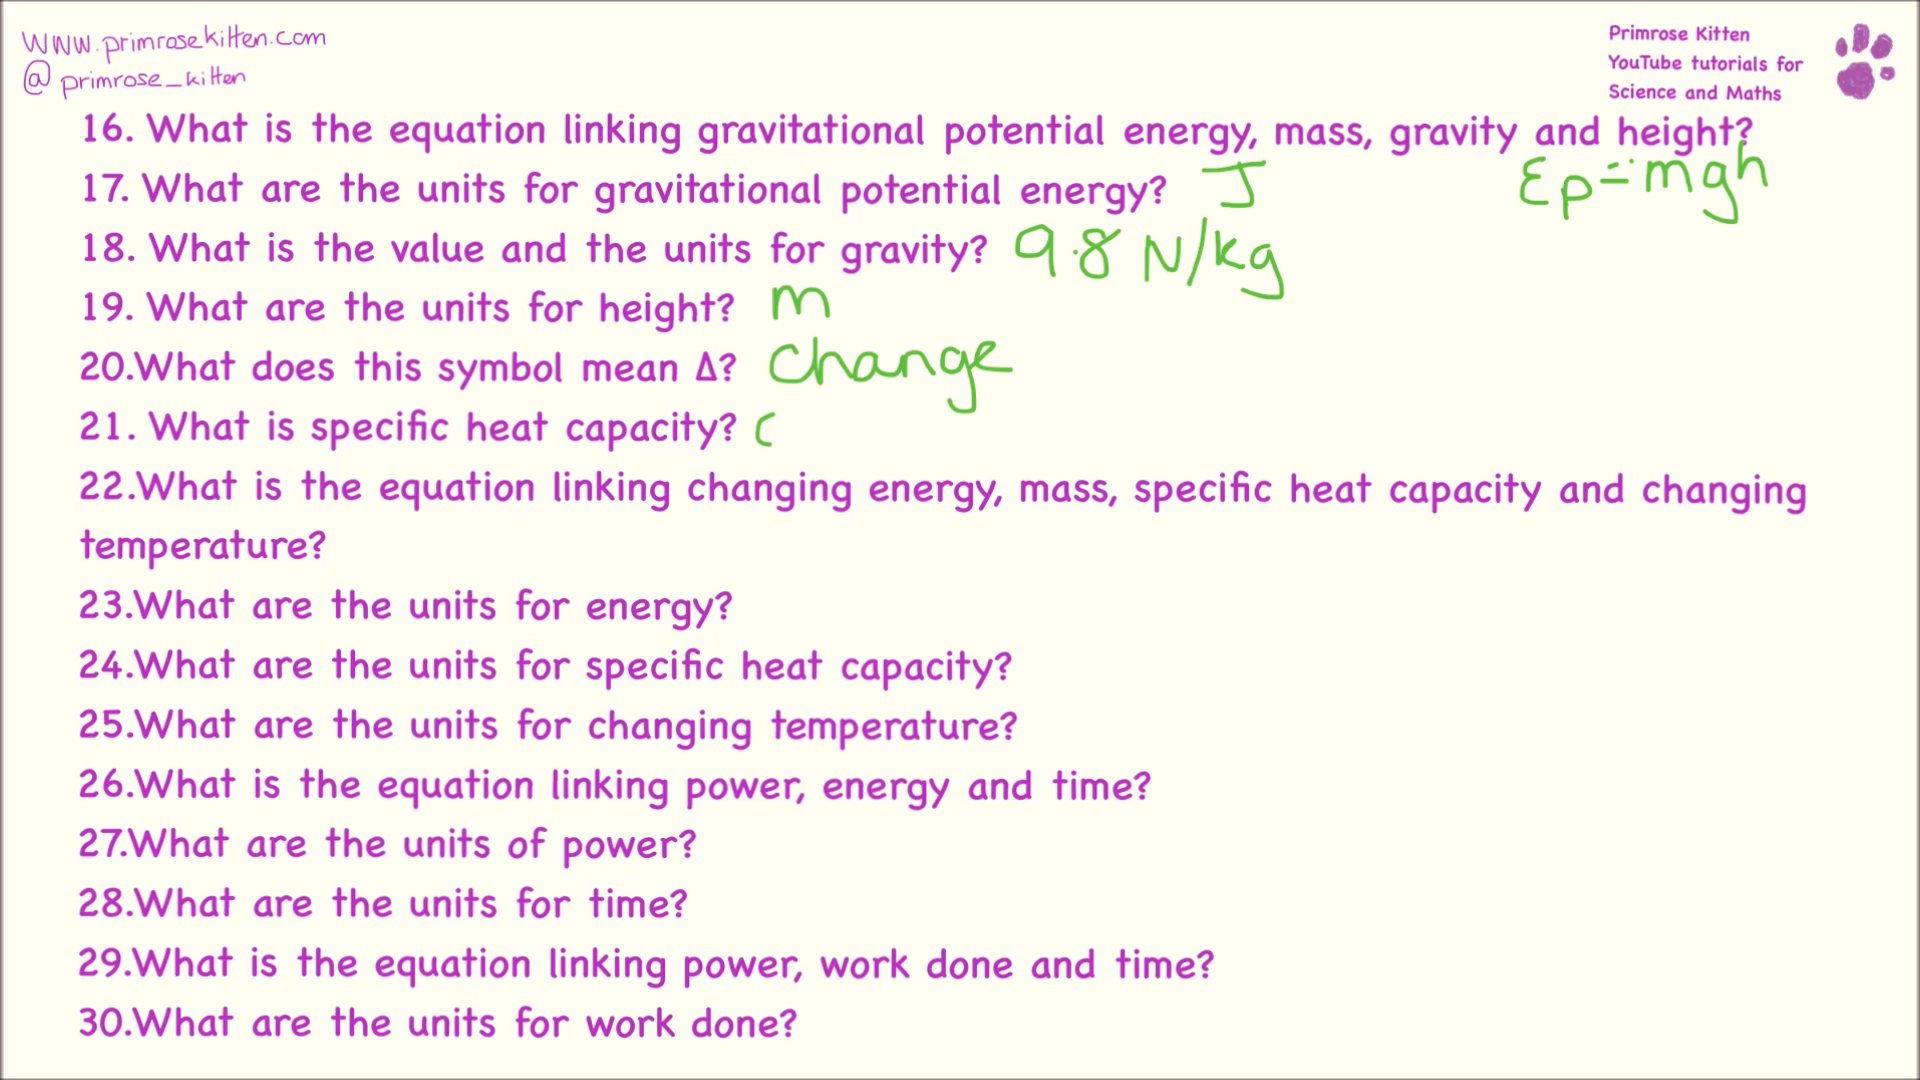 www.primrosekitten.com
@primrose_kitten
Primrose Kitten
YouTube tutorials for
Science and Maths
16. What is the equation linking gravitational potential energy, mass, gravity and height?
Ep = mgh
17. What are the units for gravitational potential energy? J
18. What is the value and the units for gravity? 9.8 N/kg
19. What are the units for height? m
20.What does this symbol mean Δ? Change
21. What is specific heat capacity? C
22.What is the equation linking changing energy, mass, specific heat capacity and changing
temperature?
23.What are the units for energy?
24.What are the units for specific heat capacity?
25.What are the units for changing temperature?
26.What is the equation linking power, energy and time?
27.What are the units of power?
28.What are the units for time?
29.What is the equation linking power, work done and time?
30.What are the units for work done?